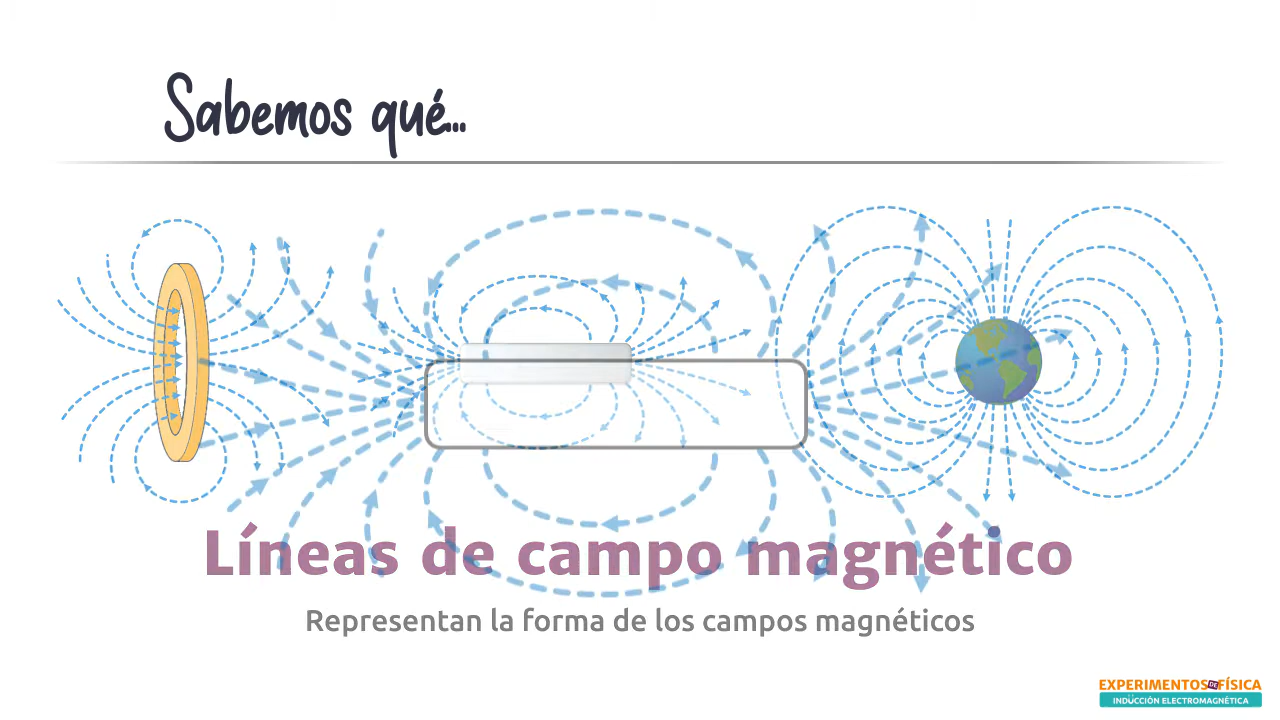 Sabemos qué...
Líneas de campo magnético
Representan la forma de los campos magnéticos
EXPERIMENTOS DE FÍSICA
INDUCCIÓN ELECTROMAGNÉTICA